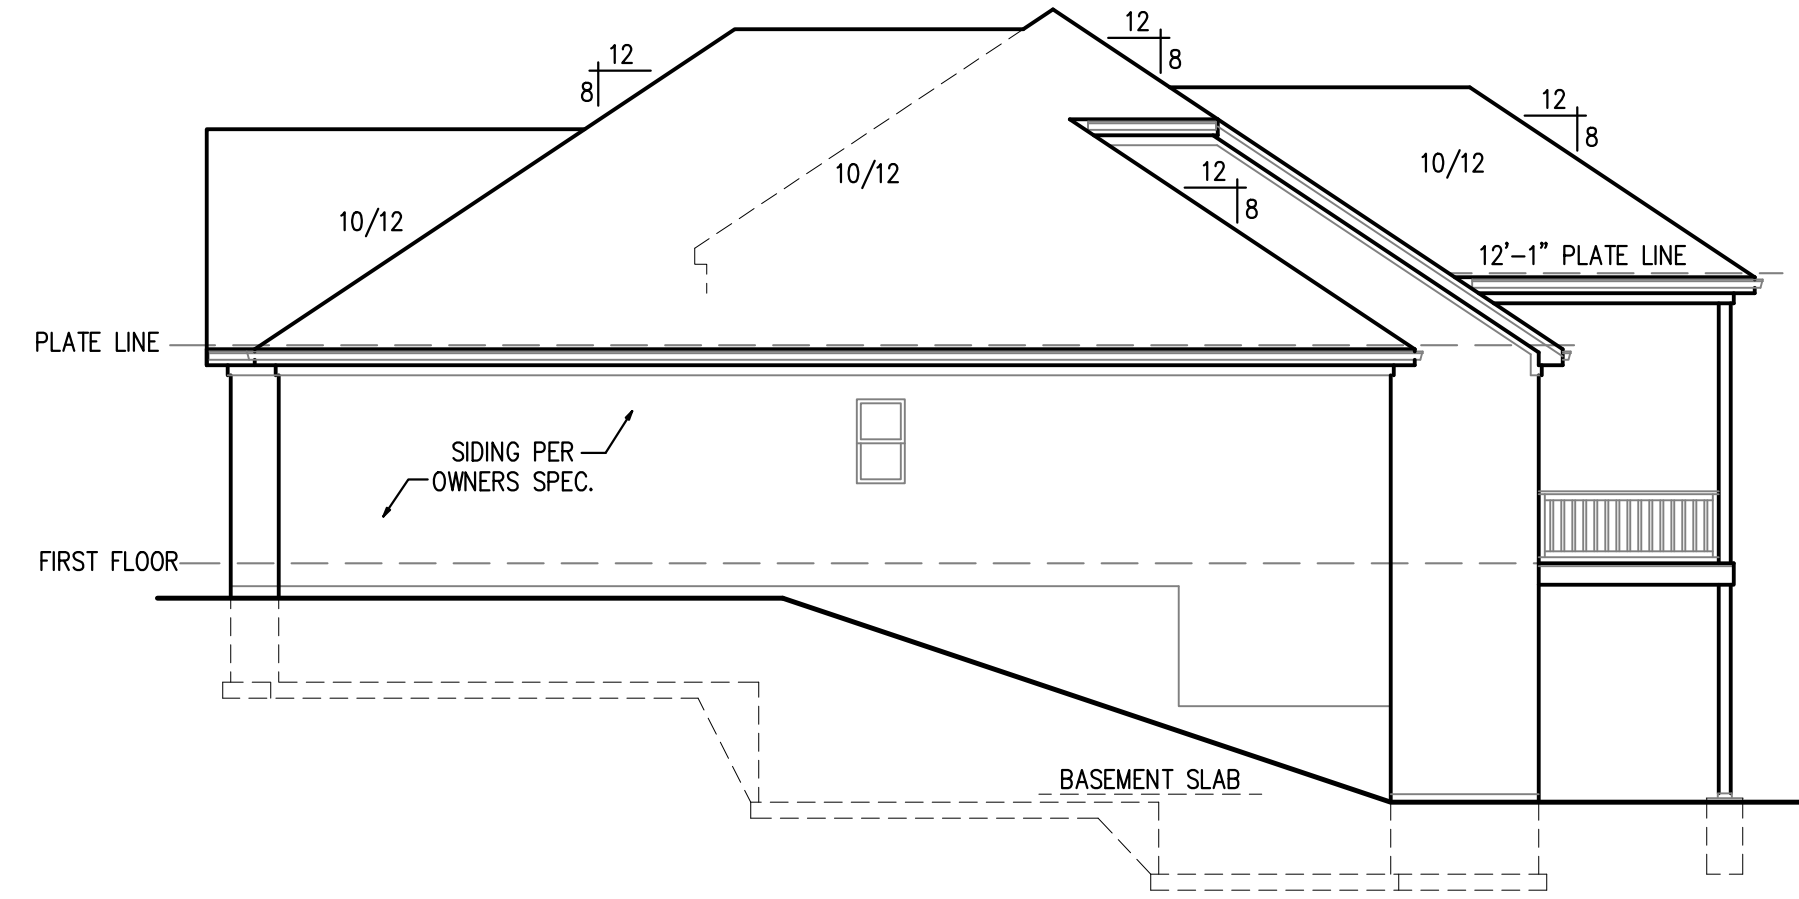 12
8
12
8
12
8
10/12
10/12
10/12
12
8
12'-1" PLATE LINE
PLATE LINE
SIDING PER
OWNERS SPEC.
FIRST FLOOR
BASEMENT SLAB